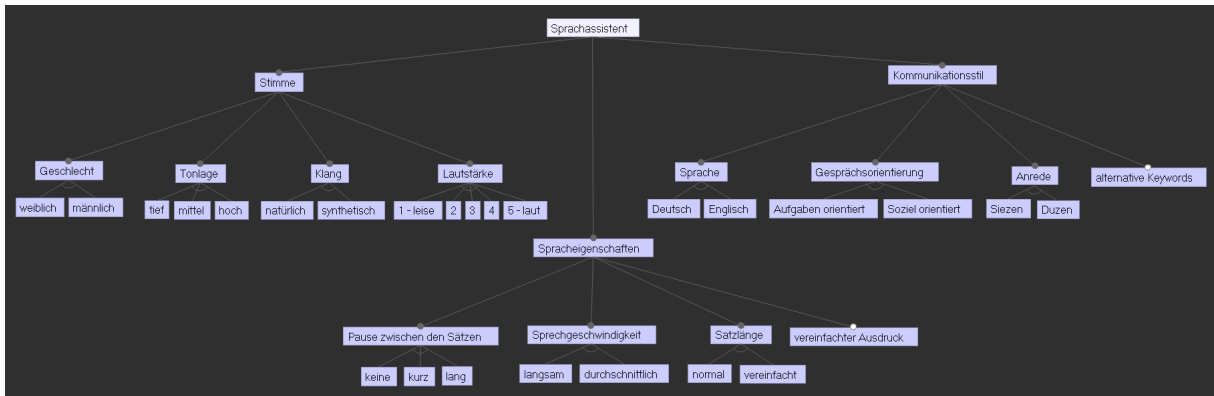 Sprachassistent
Stimme
Kommunikationsstil
Geschlecht
Tonlage
Klang
Lautstärke
Sprache
Gesprächsorientierung
Anrede
alternative Keywords
weiblich
männlich
tief
mittel
hoch
natürlich
synthetisch
1 - leise
2
3
4
5 - laut
Deutsch
Englisch
Aufgaben orientiert
Soziel orientiert
Siezen
Duzen
Spracheigenschaften
Pause zwischen den Sätzen
Sprechgeschwindigkeit
Satzlänge
vereinfachter Ausdruck
keine
kurz
lang
langsam
durchschnittlich
normal
vereinfacht